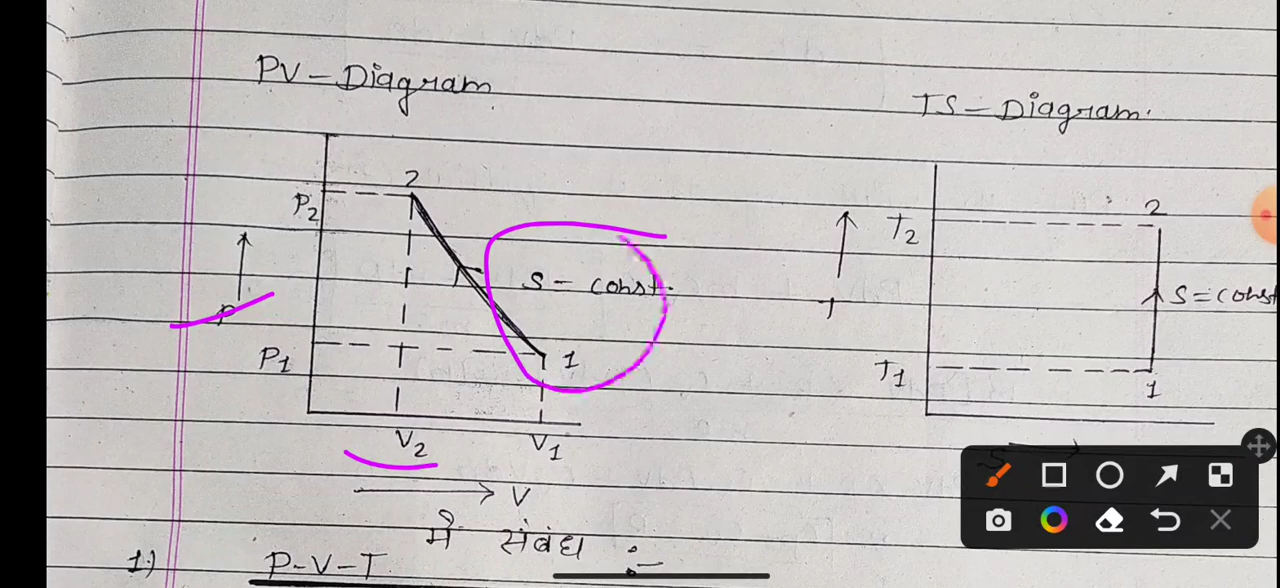 PV-Diagram
TS-Diagram.
2
P2
P
S - const.
P1
1
V2
V1
V
2
T2
T
S=const
T1
1
S
1.) P-V-T में संबंध :-